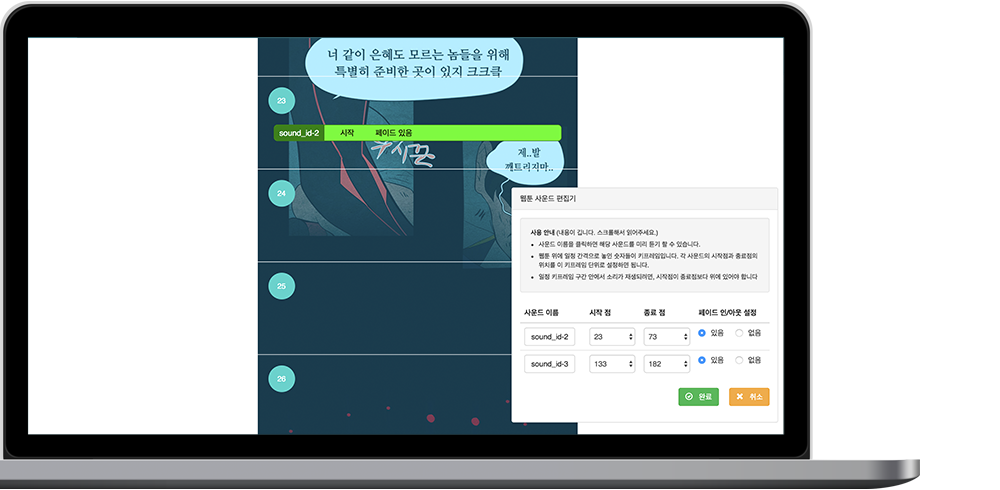 너 같이 은혜도 모르는 놈들을 위해
특별히 준비한 곳이 있지 크크큭
23
sound_id-2 시작 페이드 있음
제..발
깨트리지마..
24
25
26
웹툰 사운드 편집기
사용 안내 (내용이 깁니다. 스크롤해서 읽어주세요.)
• 사운드 이름을 클릭하면 해당 사운드를 미리 듣기 할 수 있습니다.
• 웹툰 위에 일정 간격으로 놓인 숫자들이 키프레임입니다. 각 사운드의 시작점과 종료점의
위치를 이 키프레임 단위로 설정하면 됩니다.
• 일정 키프레임 구간 안에서 소리가 재생되려면, 시작점이 종료점보다 위에 있어야 합니다
사운드 이름 시작 점 종료 점 페이드 인/아웃 설정
sound_id-2 23 73 있음 없음
sound_id-3 133 182 있음 없음
완료 취소